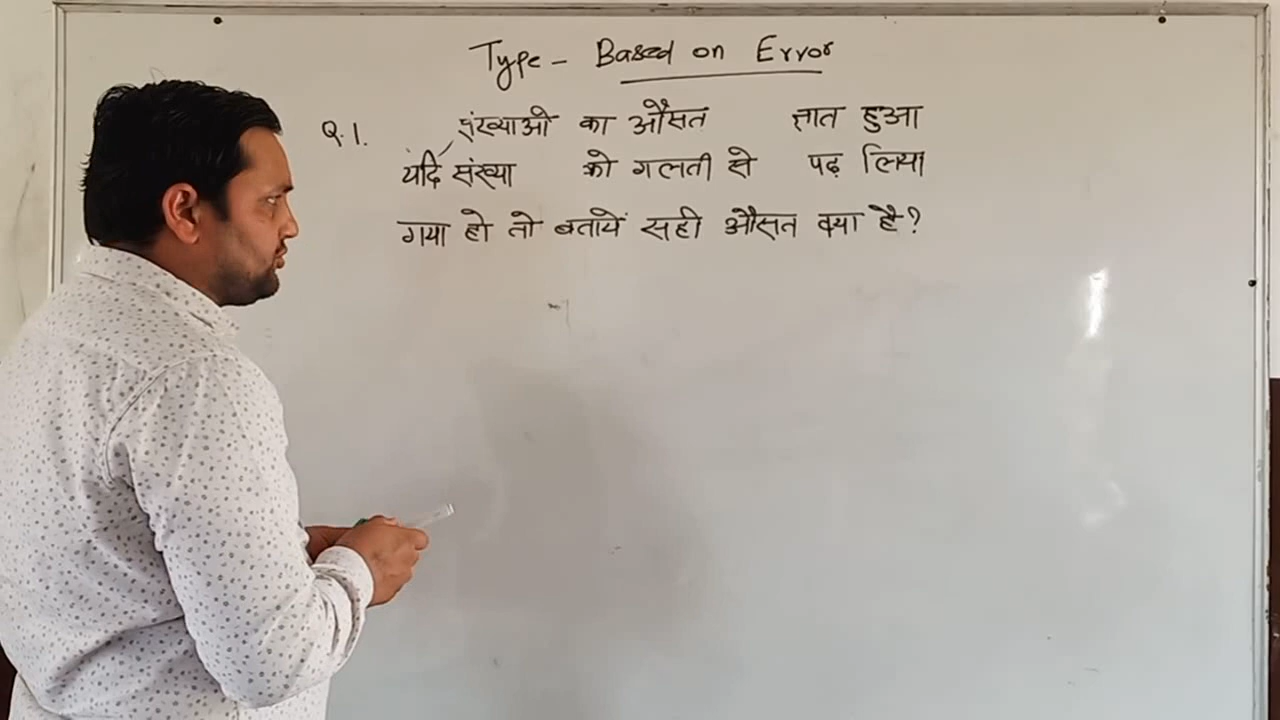 Type - Based on Error
Q.1. संख्याओ का औसत ज्ञात हुआ
यदि संख्या को गलती से पढ़ लिया
गया हो तो बतायें सही औसत क्या है?